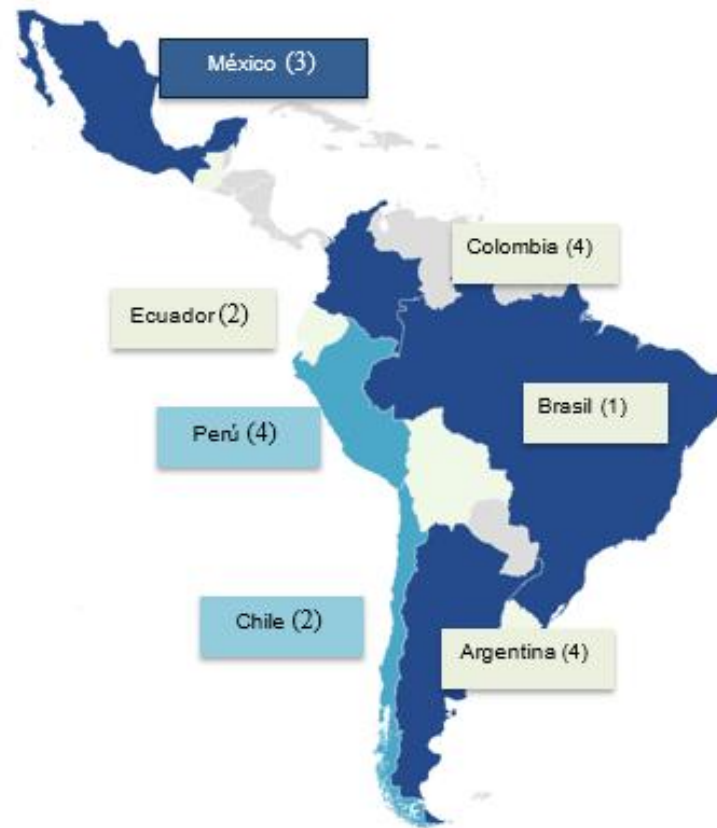 México (3)
Colombia (4)
Ecuador (2)
Brasil (1)
Perú (4)
Chile (2)
Argentina (4)